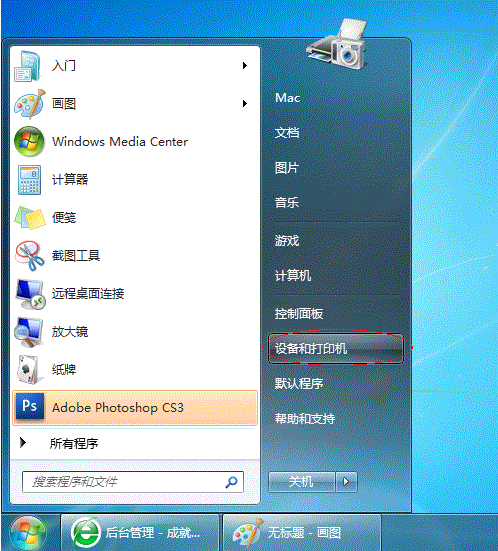 入门
画图
Windows Media Center
计算器
便笺
截图工具
远程桌面连接
放大镜
纸牌
Ps Adobe Photoshop CS3
所有程序
搜索程序和文件
Mac
文档
图片
音乐
游戏
计算机
控制面板
设备和打印机
默认程序
帮助和支持
关机
后台管理 - 成就...
无标题 - 画图